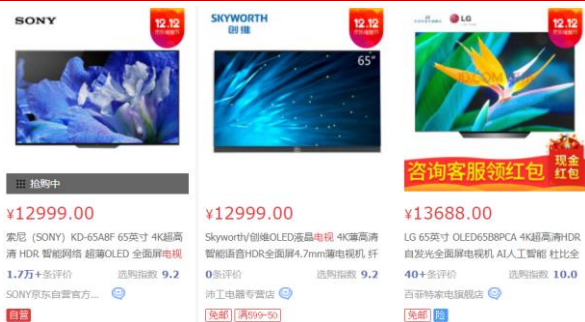 SONY
12.12
抢购中
¥12999.00
索尼（SONY）KD-65A8F 65英寸 4K超高
清 HDR 智能网络 超薄OLED 全面屏电视
1.7万+条评价 选购指数 9.2
SONY京东自营官方...
自营
SKYWORTH
创维
12.12
65"
¥12999.00
Skyworth/创维OLED液晶电视 4K薄高清
智能语音HDR全面屏4.7mm薄电视机 纤
0条评价 选购指数 9.2
沛工电器专营店
免邮 满599-50
LG
12.12
JD.COM
咨询客服领红包
现金
红包
¥13688.00
LG 65英寸 OLED65B8PCA 4K超高清HDR
自发光全面屏电视机 AI人工智能 杜比全
40+条评价 选购指数 10.0
百菲特家电旗舰店
免邮 险